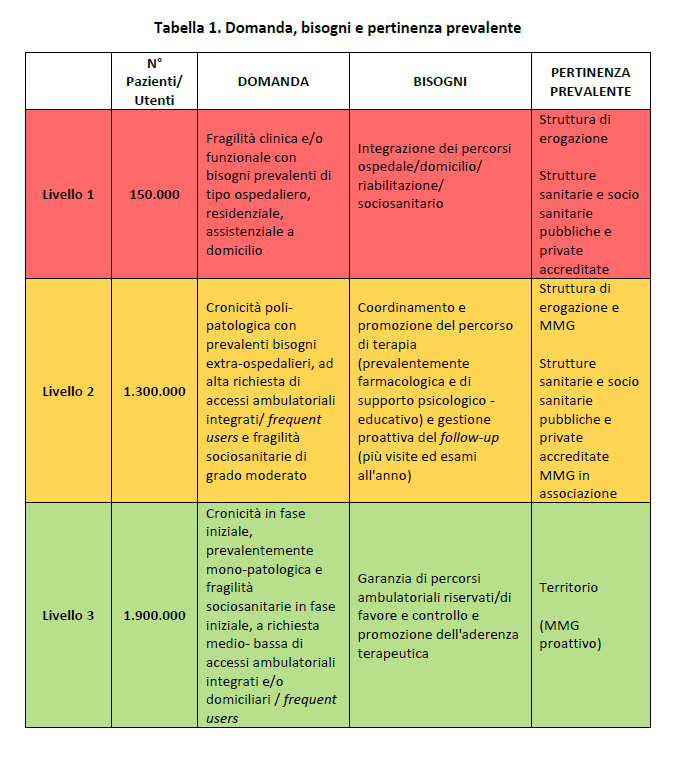 Tabella 1. Domanda, bisogni e pertinenza prevalente
N°
Pazienti/
Utenti
DOMANDA
BISOGNI
PERTINENZA
PREVALENTE
Livello 1
150.000
Fragilità clinica e/o
funzionale con
bisogni prevalenti di
tipo ospedaliero,
residenziale,
assistenziale a
domicilio
Integrazione dei percorsi
ospedale/domicilio/
riabilitazione/
sociosanitario
Struttura di
erogazione
Strutture
sanitarie e socio
sanitarie
pubbliche e
private
accreditate
Livello 2
1.300.000
Cronicità poli-
patologica con
prevalenti bisogni
extra-ospedalieri, ad
alta richiesta di
accessi ambulatoriali
integrati/ frequent
users e fragilità
sociosanitarie di
grado moderato
Coordinamento e
promozione del percorso
di terapia
(prevalentemente
farmacologica e di
supporto psicologico -
educativo) e gestione
proattiva del follow-up
(più visite ed esami
all'anno)
Struttura di
erogazione e
MMG
Strutture
sanitarie e socio
sanitarie
pubbliche e
private
accreditate
MMG in
associazione
Livello 3
1.900.000
Cronicità in fase
iniziale,
prevalentemente
mono-patologica e
fragilità
sociosanitarie in fase
iniziale, a richiesta
medio- bassa di
accessi ambulatoriali
integrati e/o
domiciliari / frequent
users
Garanzia di percorsi
ambulatoriali riservati/di
favore e controllo e
promozione dell'aderenza
terapeutica
Territorio
(MMG
proattivo)